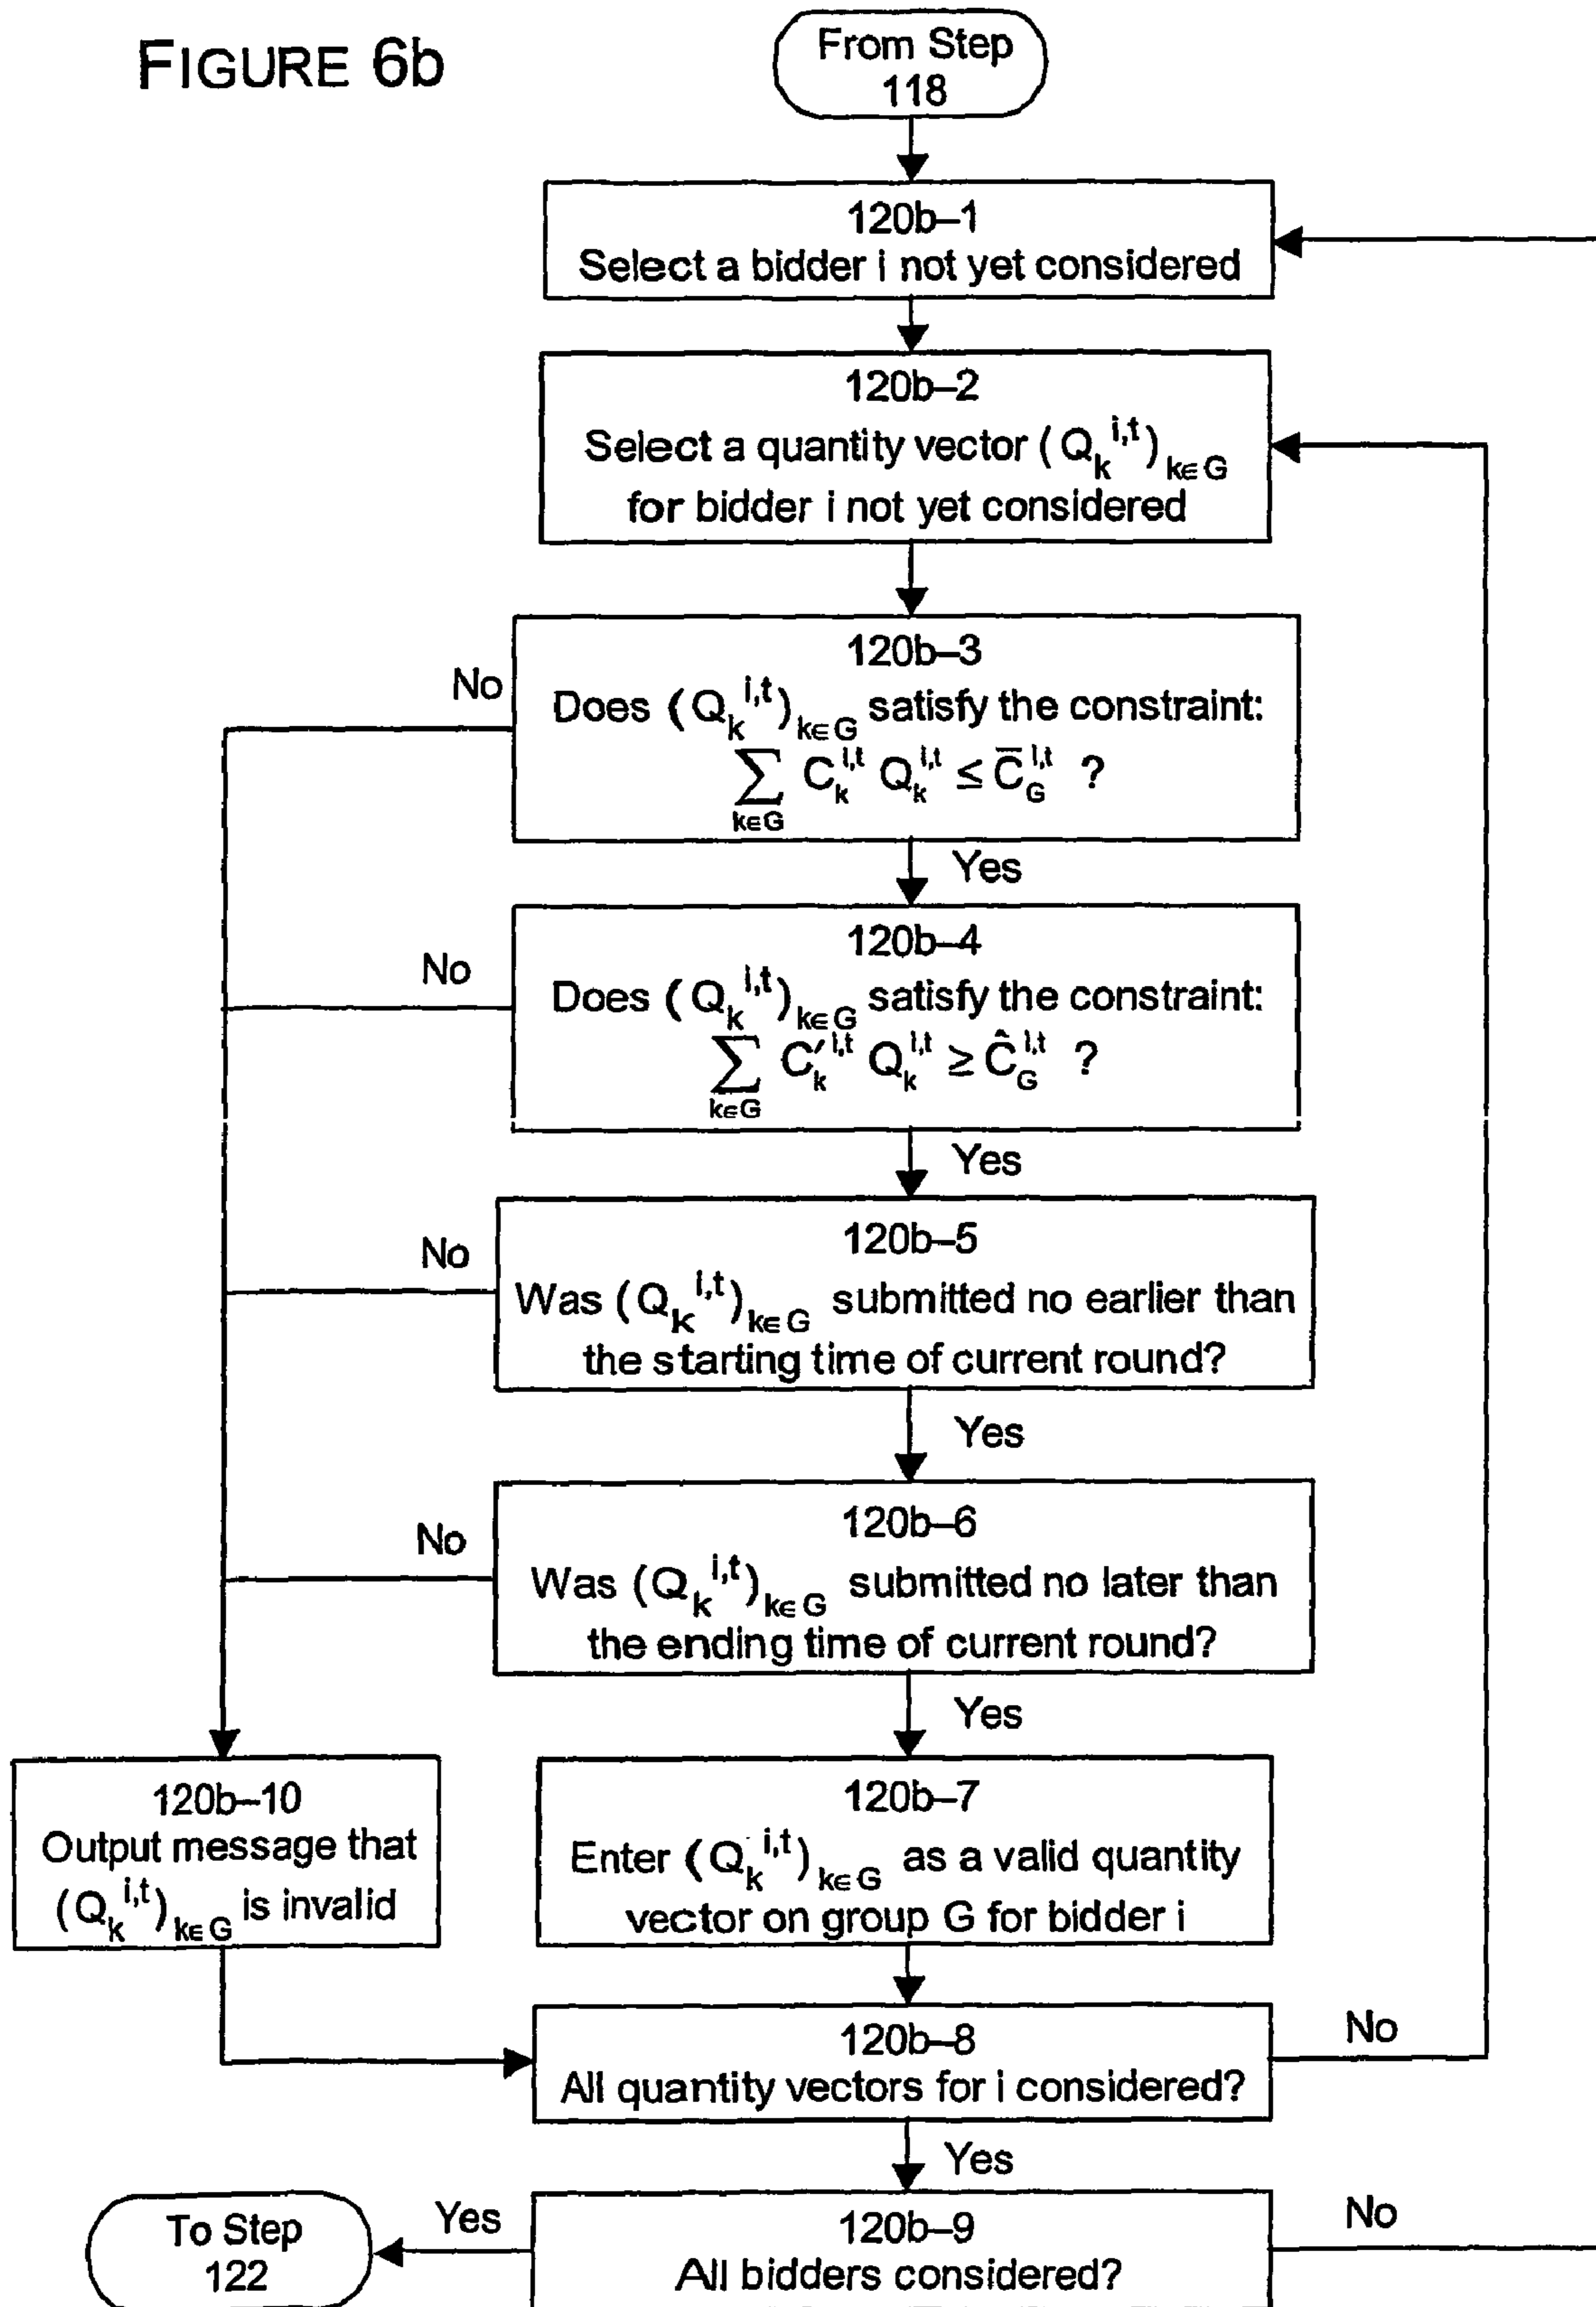 FIGURE 6b
From Step
118
120b–1
Select a bidder i not yet considered
120b–2
Select a quantity vector (Q_k^{i,t})_{k∈G}
for bidder i not yet considered
120b–3
Does (Q_k^{i,t})_{k∈G} satisfy the constraint:
∑_{k∈G} C_k^{i,t} Q_k^{i,t} ≤ C̄_G^{i,t} ?
No
Yes
120b–4
Does (Q_k^{i,t})_{k∈G} satisfy the constraint:
∑_{k∈G} C′_k^{i,t} Q_k^{i,t} ≥ Ĉ_G^{i,t} ?
No
Yes
120b–5
Was (Q_k^{i,t})_{k∈G} submitted no earlier than
the starting time of current round?
No
Yes
120b–6
Was (Q_k^{i,t})_{k∈G} submitted no later than
the ending time of current round?
No
Yes
120b–10
Output message that
(Q_k^{i,t})_{k∈G} is invalid
120b–7
Enter (Q_k^{i,t})_{k∈G} as a valid quantity
vector on group G for bidder i
120b–8
All quantity vectors for i considered?
No
Yes
120b–9
All bidders considered?
No
Yes
To Step
122